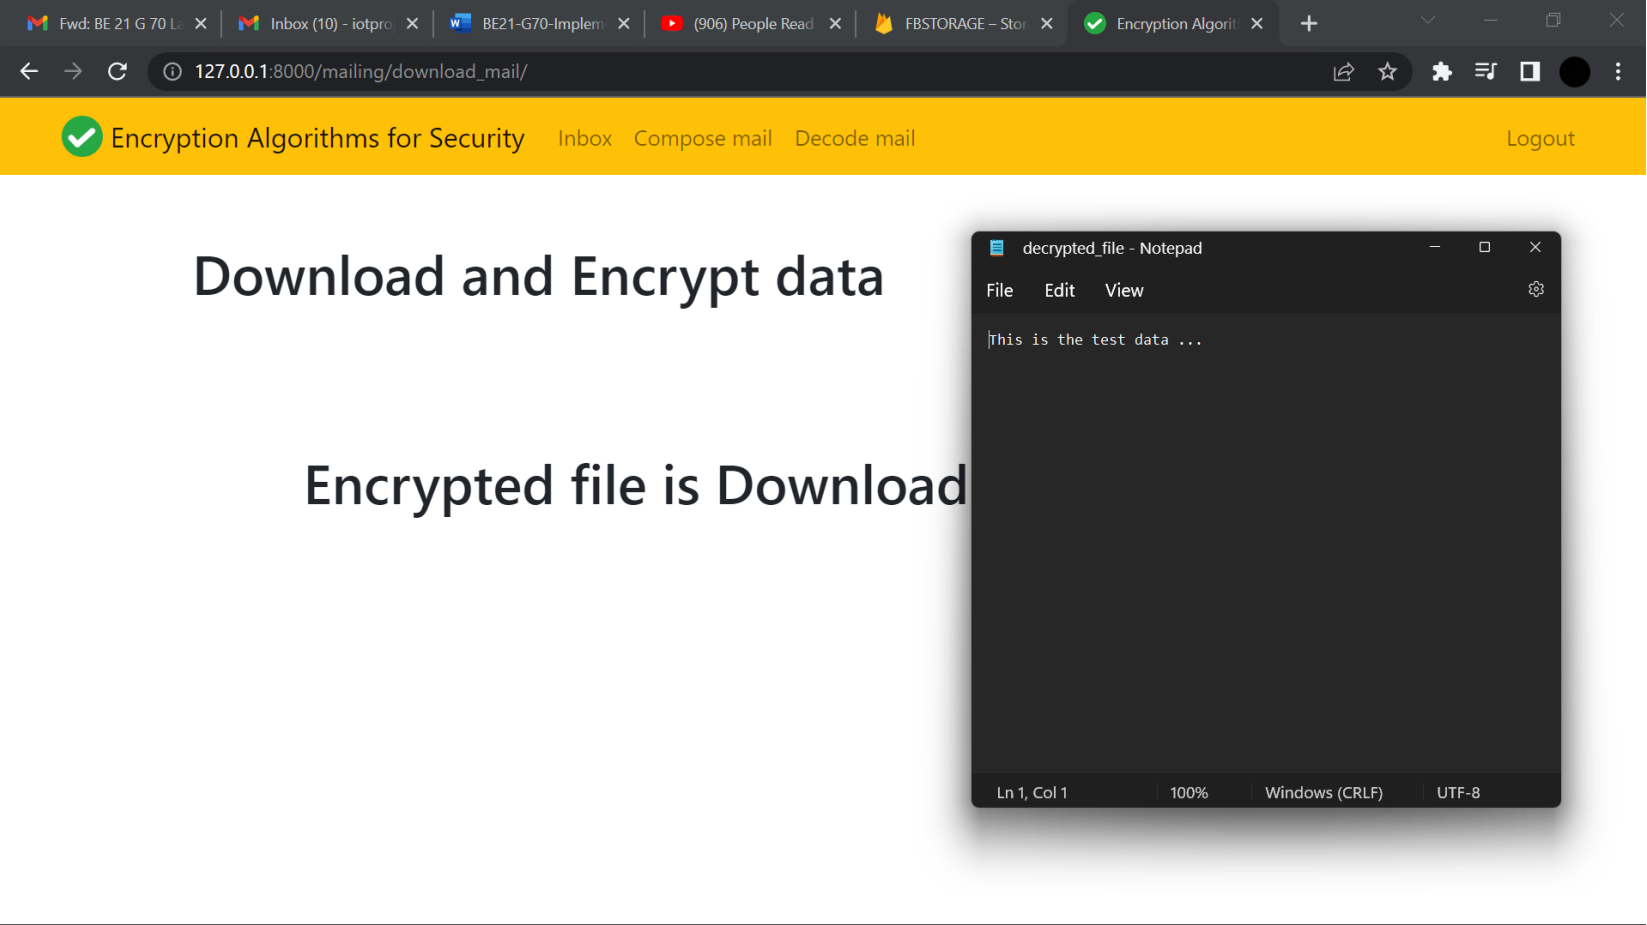 Fwd: BE 21 G 70 La
Inbox (10) - iotpro
BE21-G70-Implem
(906) People Read
FBSTORAGE – Stor
Encryption Algorit
127.0.0.1:8000/mailing/download_mail/
Encryption Algorithms for Security Inbox Compose mail Decode mail Logout
Download and Encrypt data
Encrypted file is Download
decrypted_file - Notepad
File Edit View
This is the test data ...
Ln 1, Col 1 100% Windows (CRLF) UTF-8